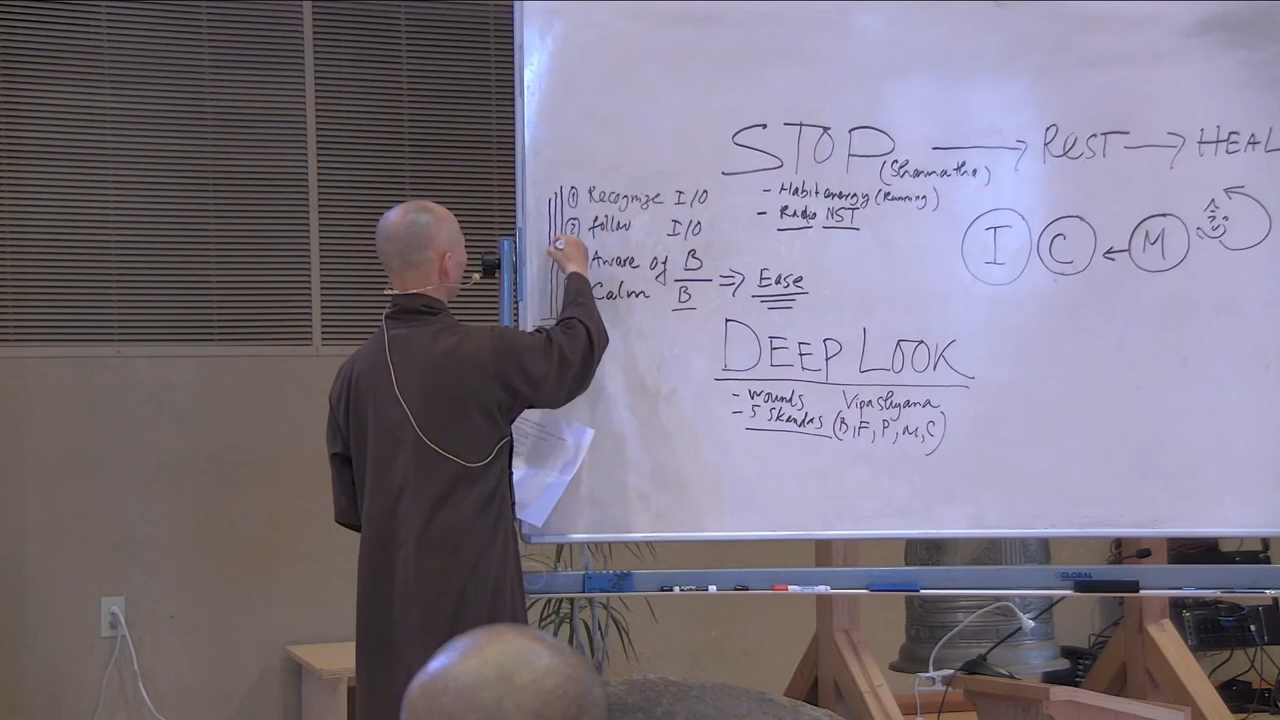 STOP → REST → HEAL
(Shamatha)
- Habit energy (Running)
- Radio NST
① Recognize I/O
② follow I/O
Aware of B
Calm B ⇒ Ease
I C ← M
DEEP LOOK
- wounds Vipashyana
- 5 Skandas (B, F, P, M, C)
GLOBAL